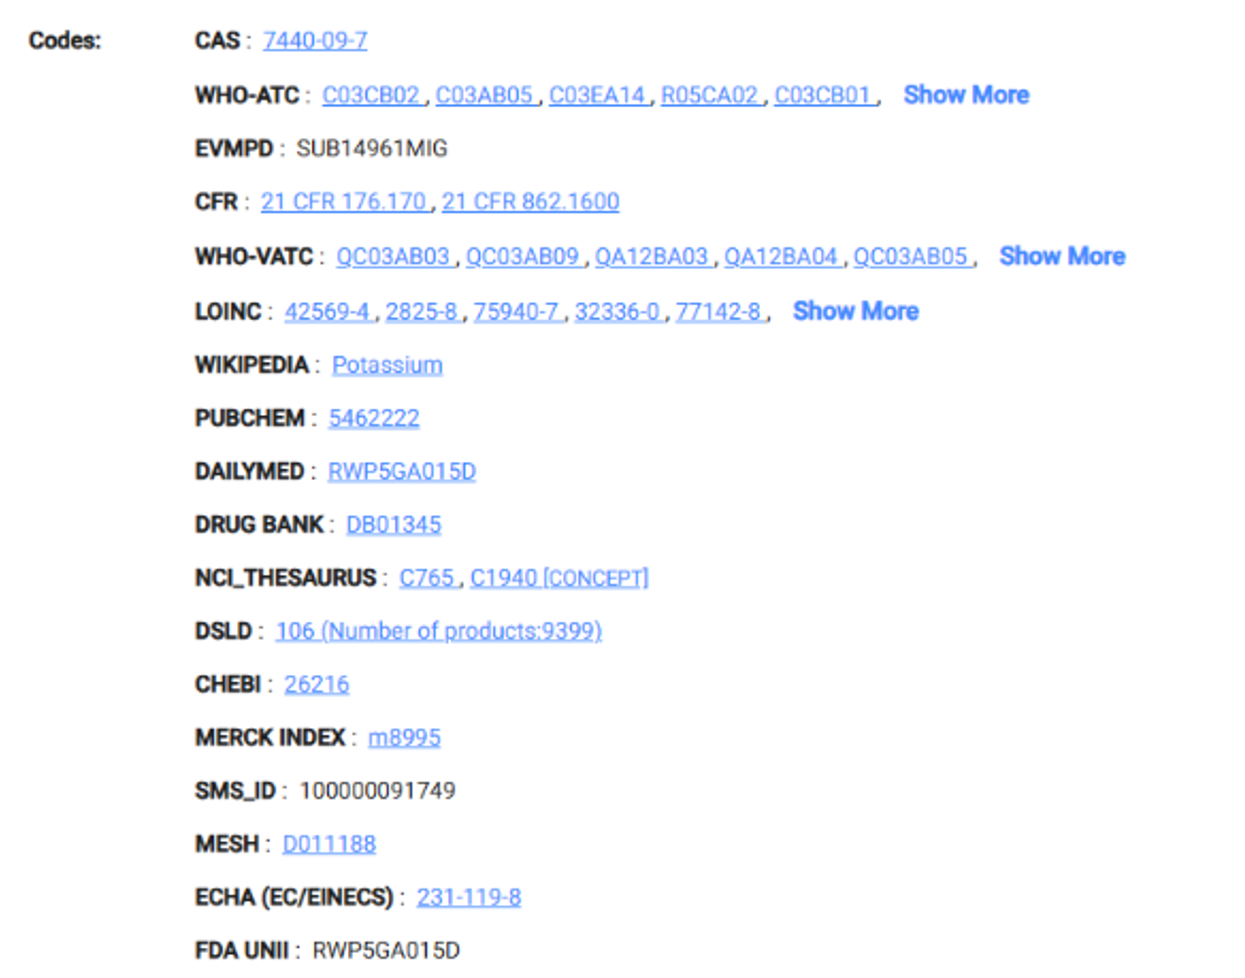 Codes: CAS : 7440-09-7
WHO-ATC : C03CB02 , C03AB05 , C03EA14 , R05CA02 , C03CB01 , Show More
EVMPD : SUB14961MIG
CFR : 21 CFR 176.170 , 21 CFR 862.1600
WHO-VATC : QC03AB03 , QC03AB09 , QA12BA03 , QA12BA04 , QC03AB05 , Show More
LOINC : 42569-4 , 2825-8 , 75940-7 , 32336-0 , 77142-8 , Show More
WIKIPEDIA : Potassium
PUBCHEM : 5462222
DAILYMED : RWP5GA015D
DRUG BANK : DB01345
NCI_THESAURUS : C765 , C1940 [CONCEPT]
DSLD : 106 (Number of products:9399)
CHEBI : 26216
MERCK INDEX : m8995
SMS_ID : 100000091749
MESH : D011188
ECHA (EC/EINECS) : 231-119-8
FDA UNII : RWP5GA015D